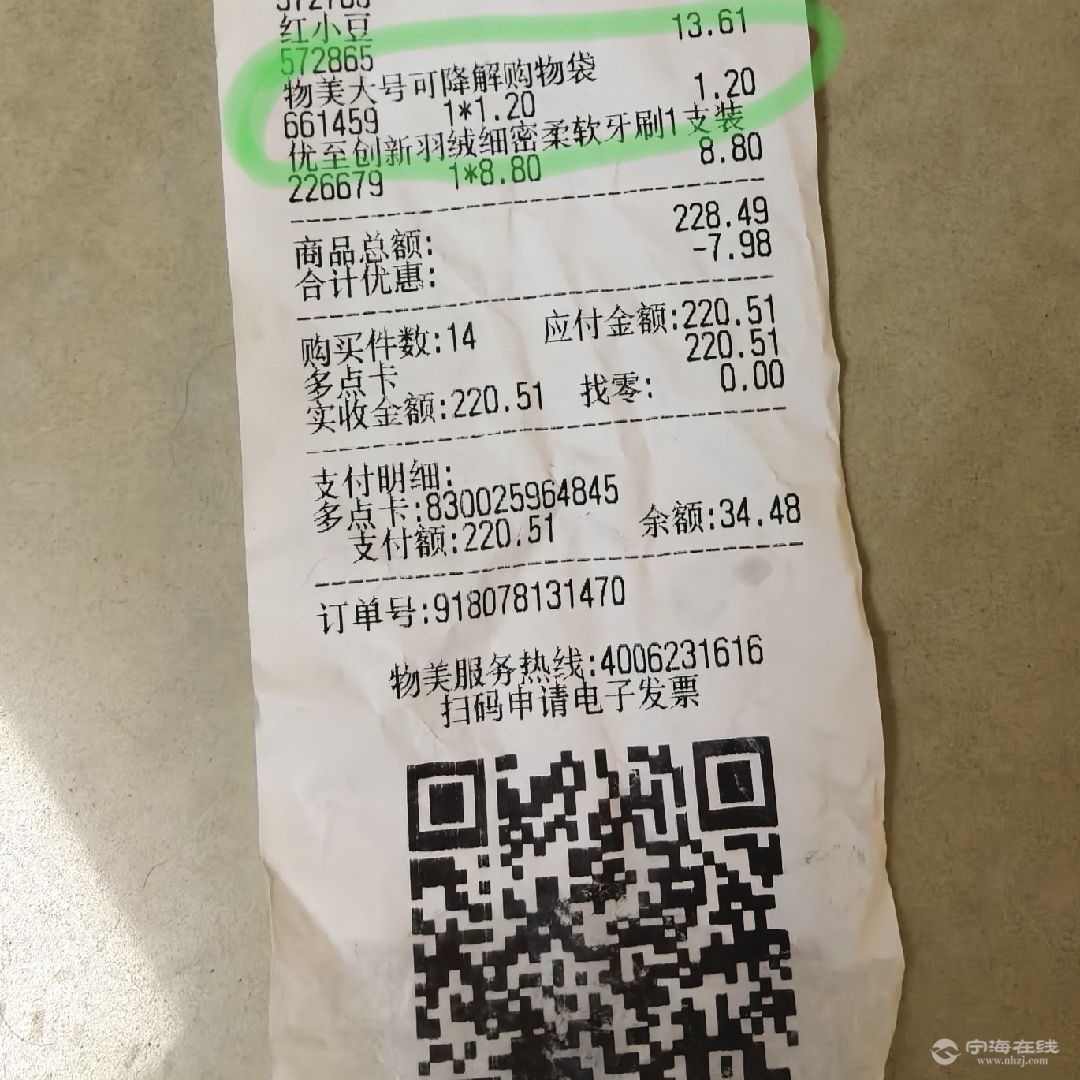 红小豆 13.61
572865
物美大号可降解购物袋
661459 1*1.20 1.20
优至创新羽绒细密柔软牙刷1支装
226679 1*8.80 8.80
商品总额: 228.49
合计优惠: -7.98
购买件数:14 应付金额:220.51
多点卡 220.51
实收金额:220.51 找零: 0.00
支付明细:
多点卡:830025964845
支付额:220.51 余额:34.48
订单号:918078131470
物美服务热线:4006231616
扫码申请电子发票
宁海在线
www.nhzj.com